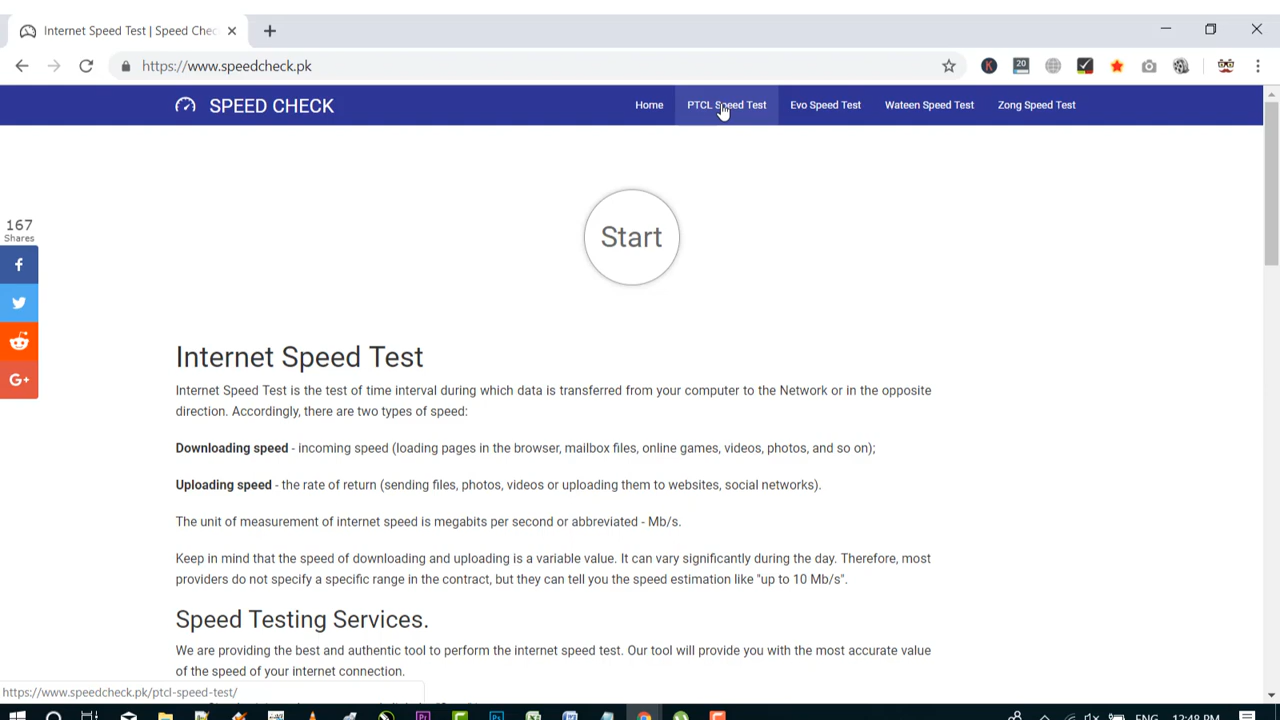 Internet Speed Test | Speed Chec
https://www.speedcheck.pk
20
SPEED CHECK
Home
PTCL Speed Test
Evo Speed Test
Wateen Speed Test
Zong Speed Test
Start
167
Shares
Internet Speed Test
Internet Speed Test is the test of time interval during which data is transferred from your computer to the Network or in the opposite
direction. Accordingly, there are two types of speed:
Downloading speed - incoming speed (loading pages in the browser, mailbox files, online games, videos, photos, and so on);
Uploading speed - the rate of return (sending files, photos, videos or uploading them to websites, social networks).
The unit of measurement of internet speed is megabits per second or abbreviated - Mb/s.
Keep in mind that the speed of downloading and uploading is a variable value. It can vary significantly during the day. Therefore, most
providers do not specify a specific range in the contract, but they can tell you the speed estimation like "up to 10 Mb/s".
Speed Testing Services.
We are providing the best and authentic tool to perform the internet speed test. Our tool will provide you with the most accurate value
of the speed of your internet connection.
https://www.speedcheck.pk/ptcl-speed-test/
12:48 PM